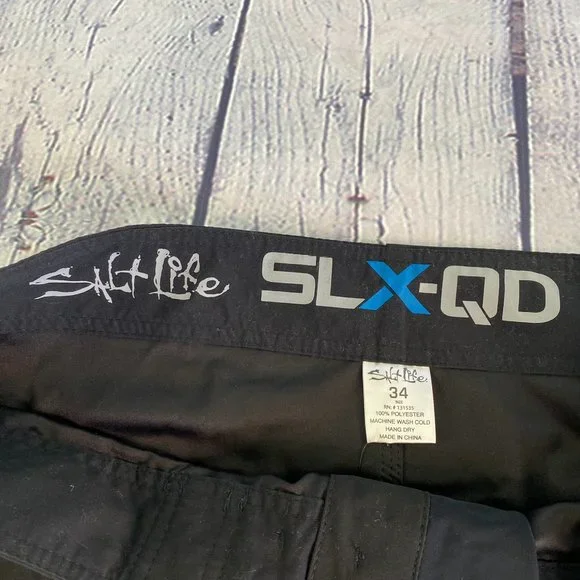 Salt Life SLX-QD
Salt Life
34
SIZE
RN: # 131535
100% POLYESTER
MACHINE WASH COLD
HANG DRY
MADE IN CHINA